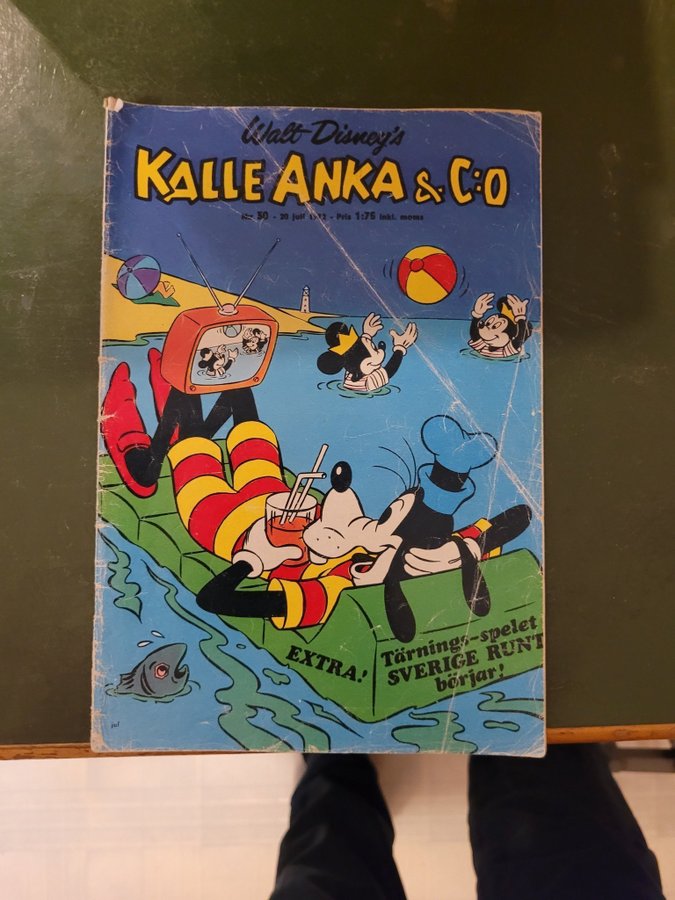 Walt Disney's
KALLE ANKA & C:O
Nr 30 - 20 juli 1972 - Pris 1:75 inkl. moms
EXTRA!
Tärnings-spelet
SVERIGE RUNT
börjar!